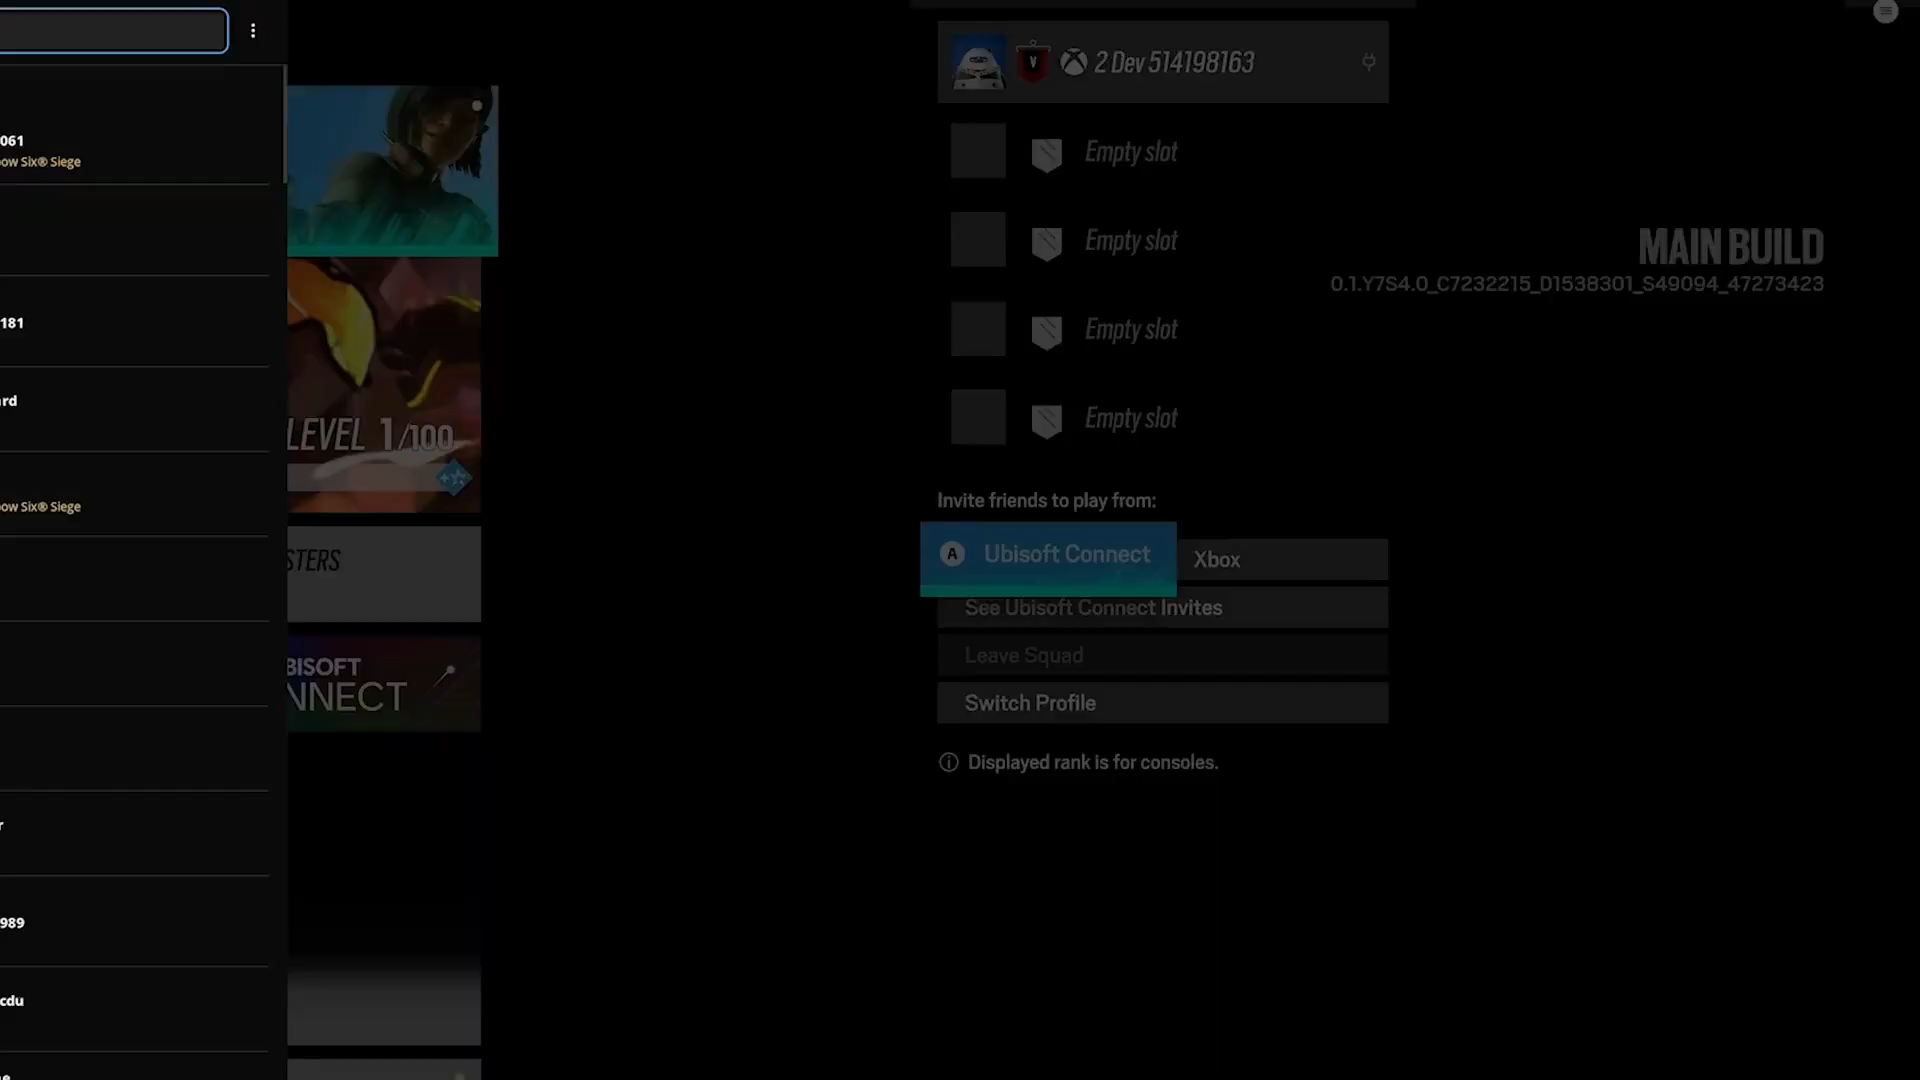 061
ow Six® Siege
181
rd
ow Six® Siege
r
989
cdu
LEVEL 1/100
STERS
BISOFT
NNECT
V
2 Dev 514198163
Empty slot
Empty slot
Empty slot
Empty slot
Invite friends to play from:
A Ubisoft Connect
Xbox
See Ubisoft Connect Invites
Leave Squad
Switch Profile
Displayed rank is for consoles.
MAIN BUILD
0.1.Y7S4.0_C7232215_D1538301_S49094_47273423